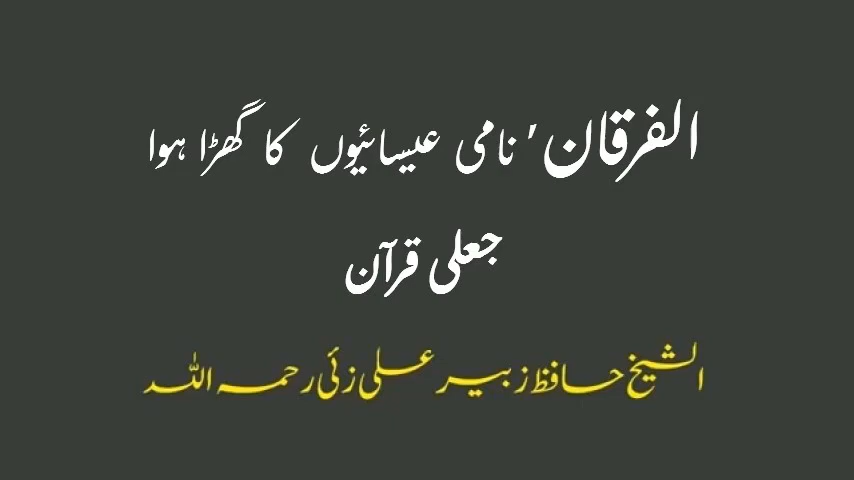 الفرقان' نامی عیسائیوں کا گھڑا ہوا
جعلی قرآن
الشیخ حافظ زبیر علی زئی رحمہ اللہ